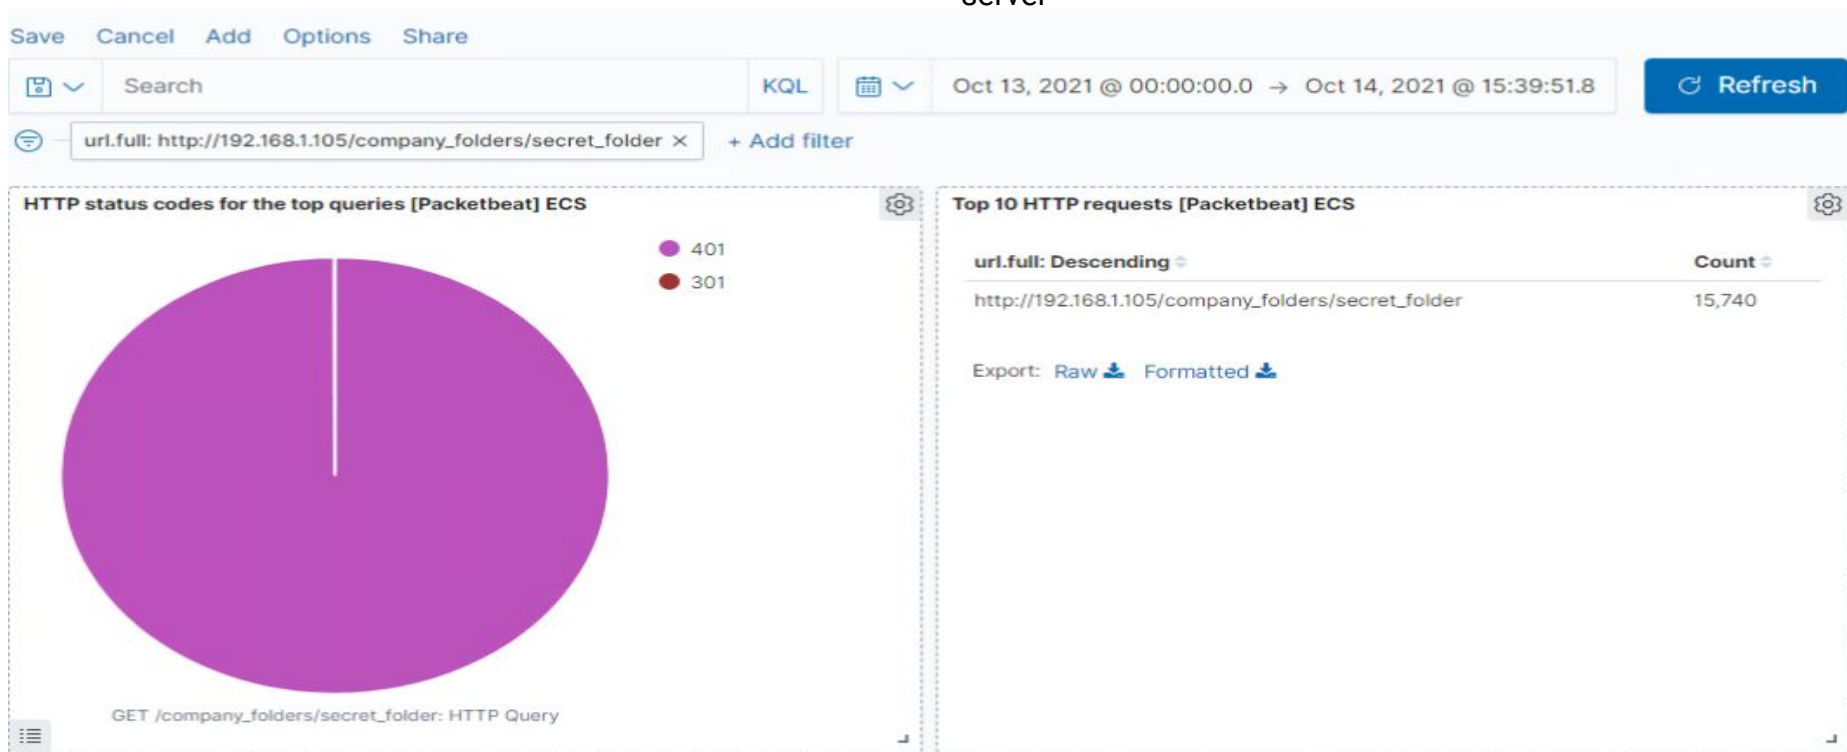 server
Save Cancel Add Options Share
Search KQL Oct 13, 2021 @ 00:00:00.0 → Oct 14, 2021 @ 15:39:51.8 Refresh
url.full: http://192.168.1.105/company_folders/secret_folder × + Add filter
HTTP status codes for the top queries [Packetbeat] ECS
401
301
GET /company_folders/secret_folder: HTTP Query
Top 10 HTTP requests [Packetbeat] ECS
url.full: Descending Count
http://192.168.1.105/company_folders/secret_folder 15,740
Export: Raw Formatted